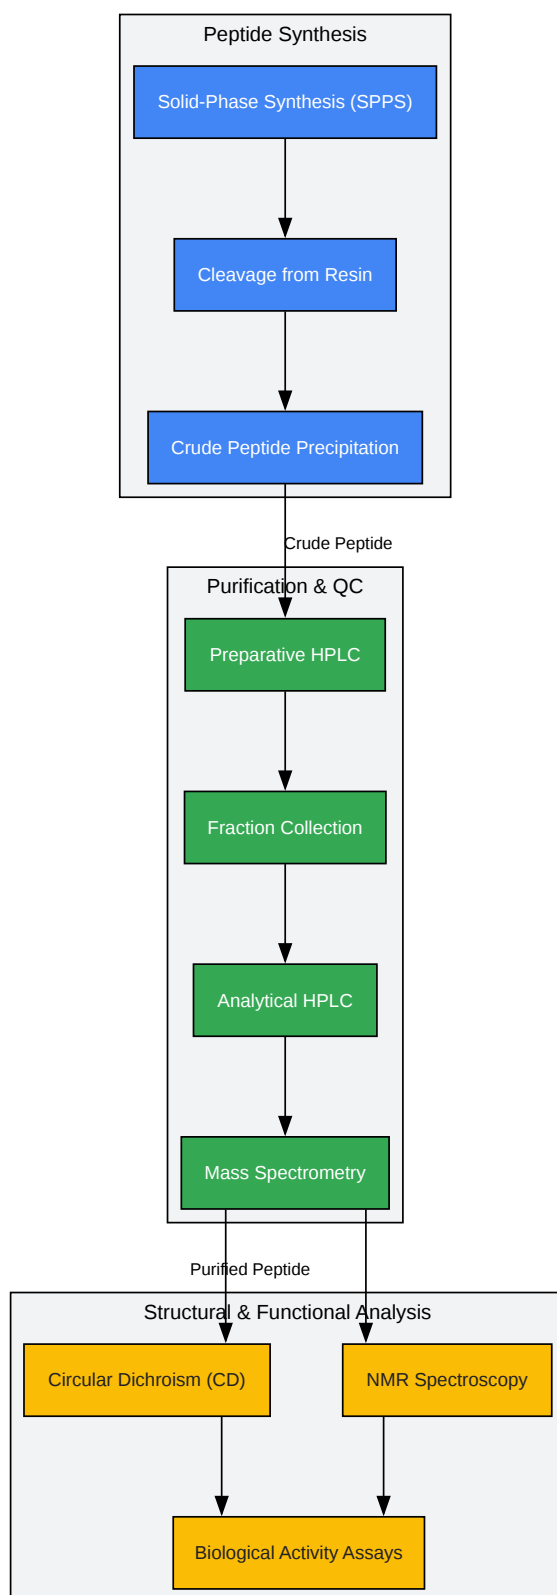 Peptide Synthesis
Solid-Phase Synthesis (SPPS)
Cleavage from Resin
Crude Peptide Precipitation
Crude Peptide
Purification & QC
Preparative HPLC
Fraction Collection
Analytical HPLC
Mass Spectrometry
Purified Peptide
Structural & Functional Analysis
Circular Dichroism (CD)
NMR Spectroscopy
Biological Activity Assays